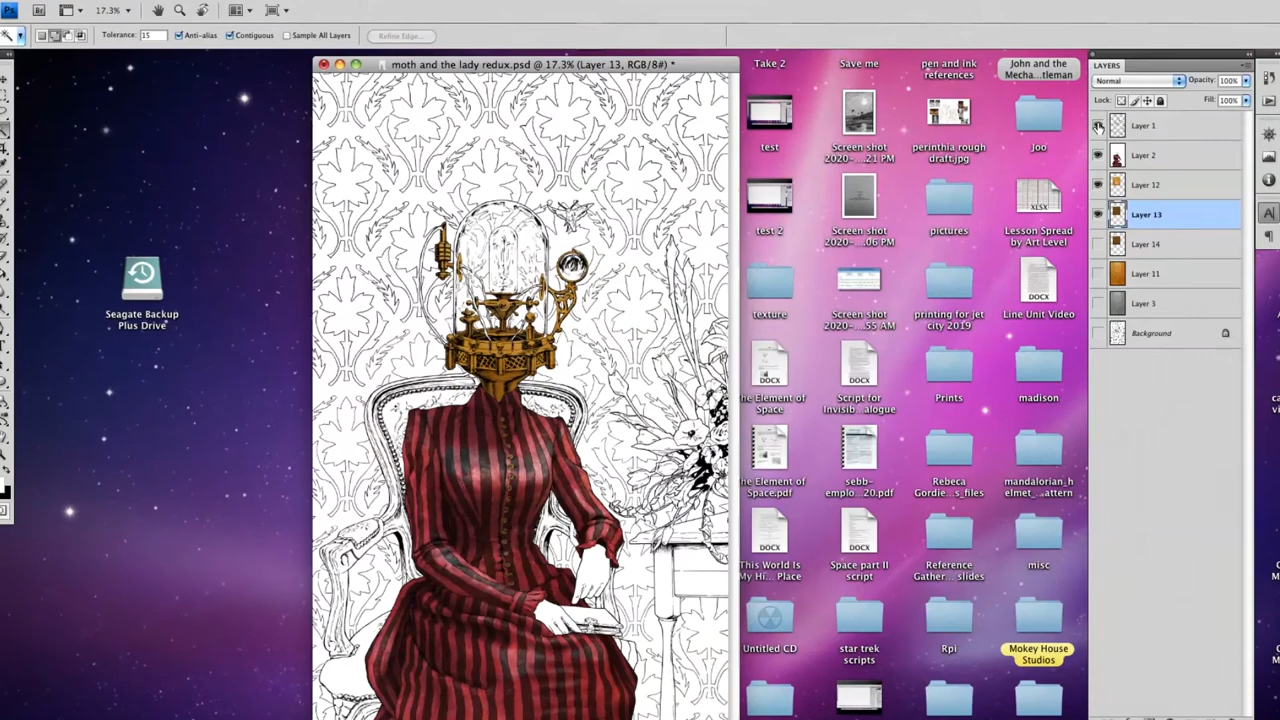 Ps
Br
17.3%
Tolerance: 15
Anti-alias
Contiguous
Sample All Layers
Refine Edge...
moth and the lady redux.psd @ 17.3% (Layer 13, RGB/8#) *
Take 2
Save me
pen and ink
references
John and the
Mecha...tleman
test
Screen shot
2020-...21 PM
perinthia rough
draft.jpg
Joo
test 2
Screen shot
2020-...06 PM
pictures
XLSX
Lesson Spread
by Art Level
Seagate Backup
Plus Drive
texture
Screen shot
2020-...55 AM
printing for jet
city 2019
DOCX
Line Unit Video
DOCX
he Element of
Space
DOCX
Script for
Invisib...alogue
Prints
madison
he Element of
Space.pdf
sebb-
emplo...20.pdf
Rebeca
Gordie...s_files
mandalorian_h
elmet_...attern
DOCX
This World Is
My Hi... Place
DOCX
Space part II
script
Reference
Gather... slides
misc
Untitled CD
star trek
scripts
Rpi
Mokey House
Studios
LAYERS
Normal
Opacity: 100%
Lock:
Fill: 100%
Layer 1
Layer 2
Layer 12
Layer 13
Layer 14
Layer 11
Layer 3
Background